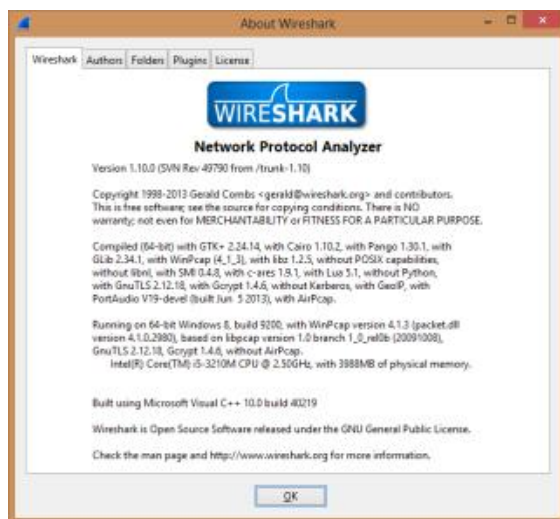 About Wireshark
Wireshark Authors Folders Plugins License
WIRESHARK
Network Protocol Analyzer
Version 1.10.0 (SVN Rev 49790 from /trunk-1.10)
Copyright 1998-2013 Gerald Combs <gerald@wireshark.org> and contributors.
This is free software; see the source for copying conditions. There is NO
warranty; not even for MERCHANTABILITY or FITNESS FOR A PARTICULAR PURPOSE.
Compiled (64-bit) with GTK+ 2.24.14, with Cairo 1.10.2, with Pango 1.30.1, with
GLib 2.34.1, with WinPcap (4_1_3), with libz 1.2.5, without POSIX capabilities,
without libnl, with SMI 0.4.8, with c-ares 1.9.1, with Lua 5.1, without Python,
with GnuTLS 2.12.18, with Gcrypt 1.4.6, without Kerberos, with GeoIP, with
PortAudio V19-devel (built Jun 5 2013), with AirPcap.
Running on 64-bit Windows 8, build 9200, with WinPcap version 4.1.3 (packet.dll
version 4.1.0.2980), based on libpcap version 1.0 branch 1_0_rel0b (20091008),
GnuTLS 2.12.18, Gcrypt 1.4.6, without AirPcap.
Intel(R) Core(TM) i5-3210M CPU @ 2.50GHz, with 3988MB of physical memory.
Built using Microsoft Visual C++ 10.0 build 40219
Wireshark is Open Source Software released under the GNU General Public License.
Check the man page and http://www.wireshark.org for more information.
OK